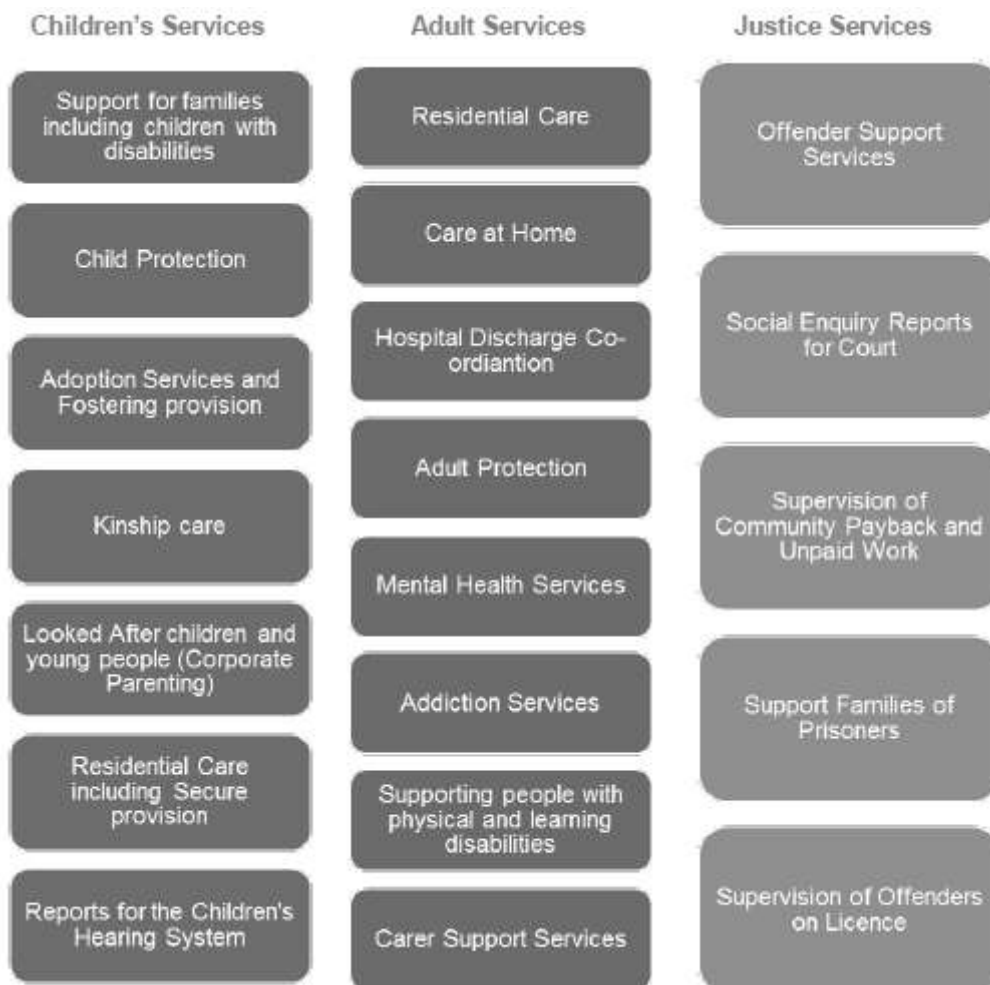 Children's Services
Support for families
including children with
disabilities
Child Protection
Adoption Services and
Fostering provision
Kinship care
Looked After children and
young people (Corporate
Parenting)
Residential Care
including Secure
provision
Reports for the Children's
Hearing System
Adult Services
Residential Care
Care at Home
Hospital Discharge Co-
ordiantion
Adult Protection
Mental Health Services
Addiction Services
Supporting people with
physical and learning
disabilities
Carer Support Services
Justice Services
Offender Support
Services
Social Enquiry Reports
for Court
Supervision of
Community Payback and
Unpaid Work
Support Families of
Prisoners
Supervision of Offenders
on Licence